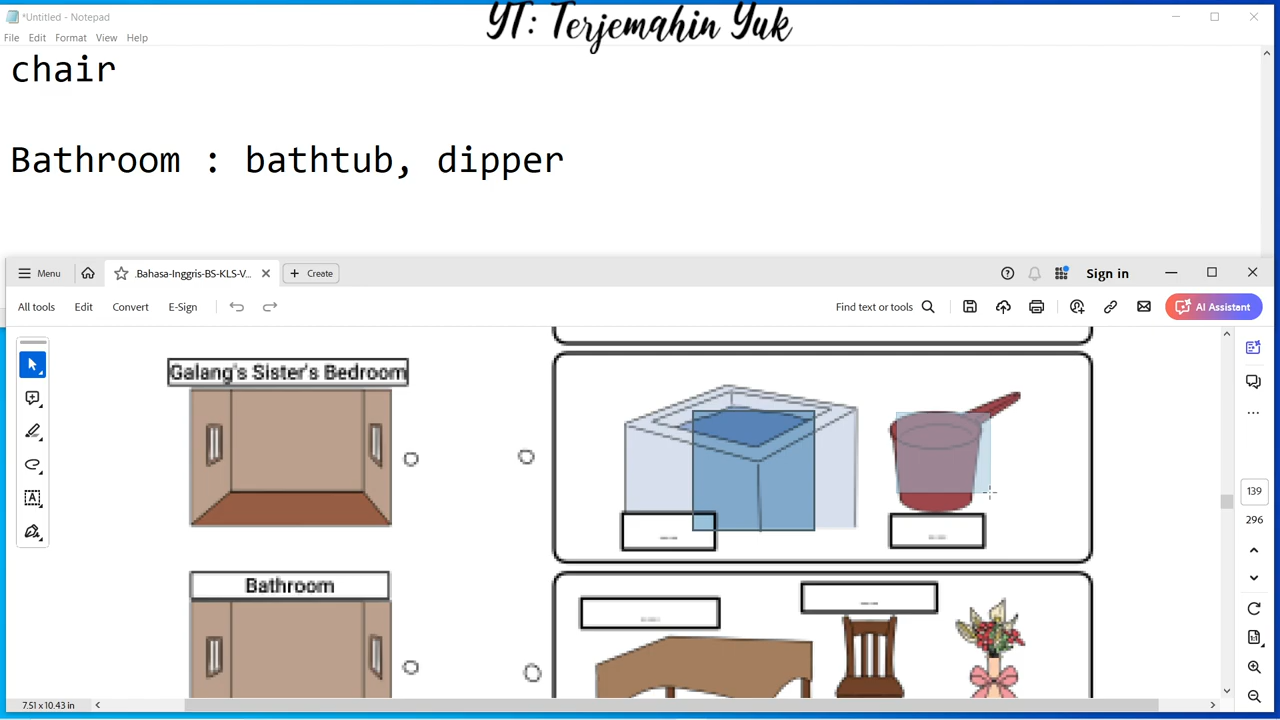 *Untitled - Notepad
YT: Terjemahin Yuk
File Edit Format View Help
chair
Bathroom : bathtub, dipper
Menu
.Bahasa-Inggris-BS-KLS-V...
Create
Sign in
All tools Edit Convert E-Sign
Find text or tools
AI Assistant
Galang's Sister's Bedroom
139
296
Bathroom
7.51 x 10.43 in